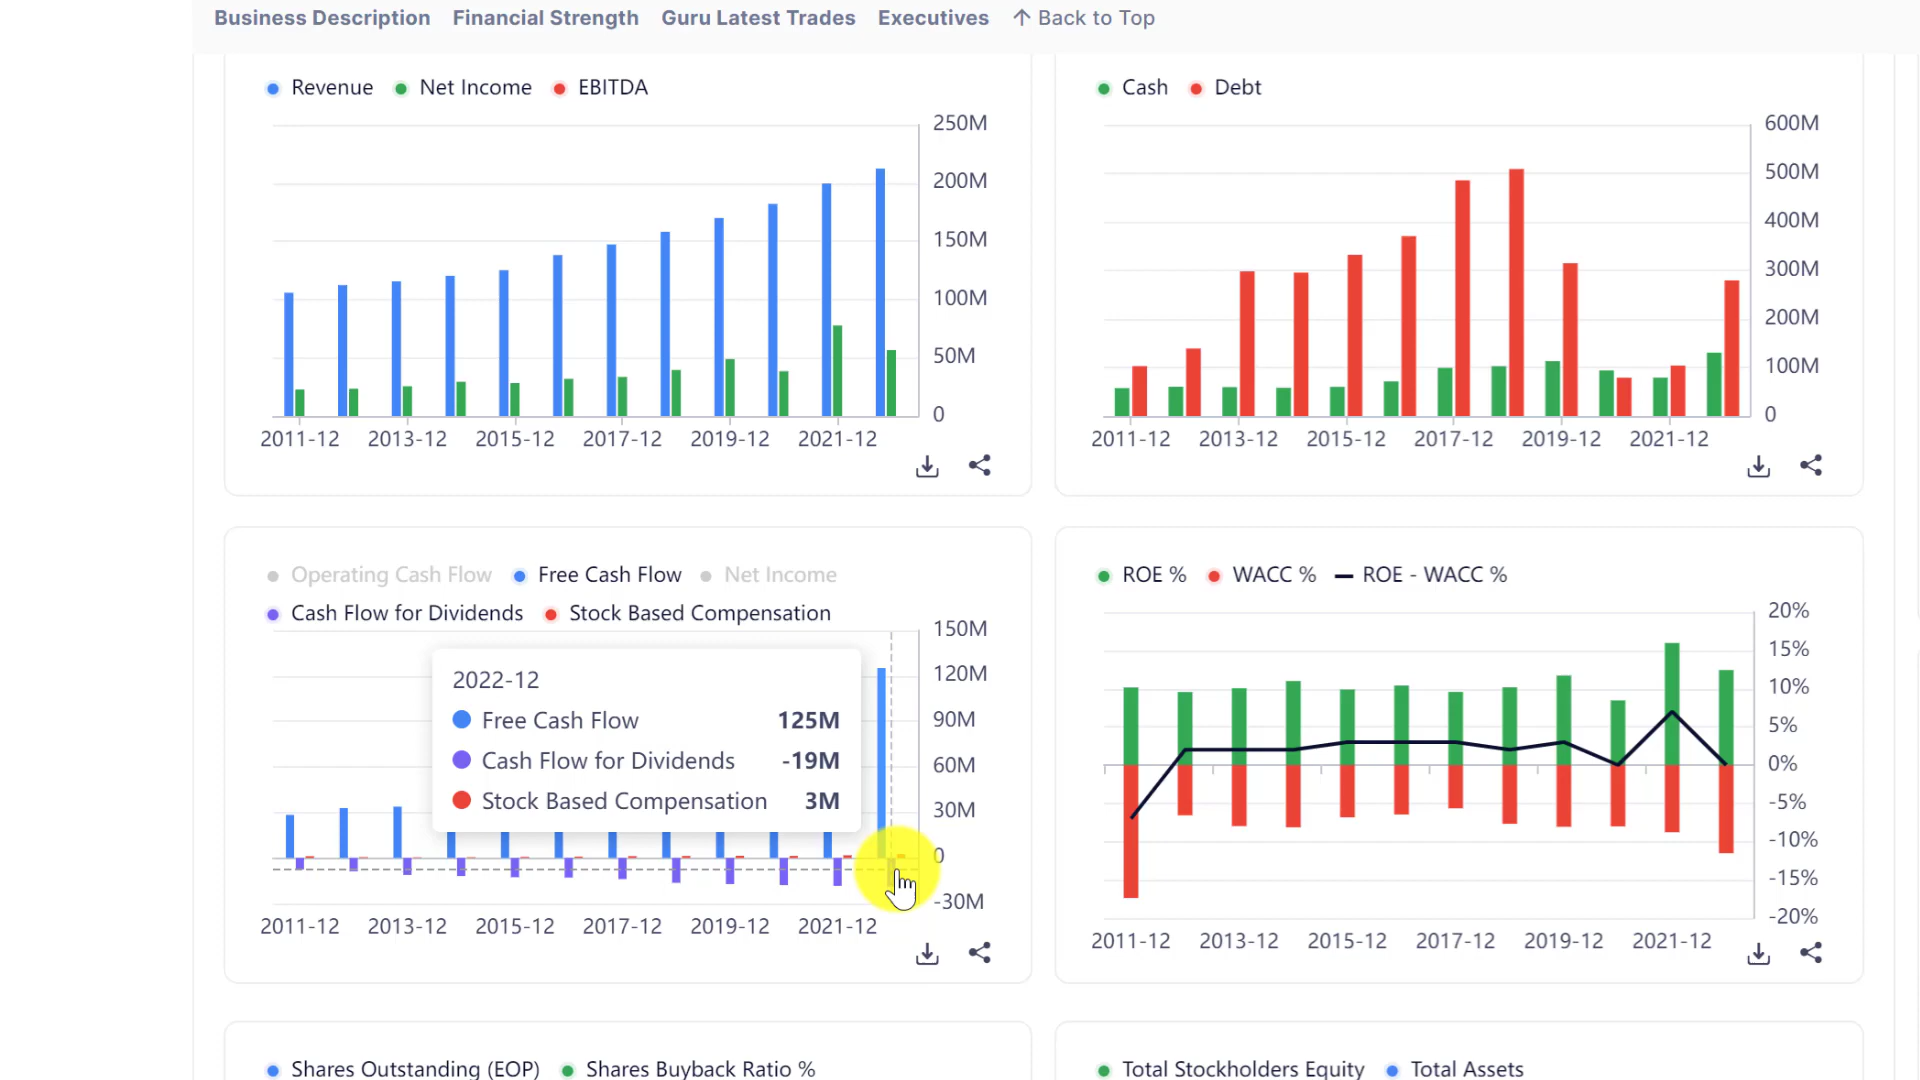 Business Description Financial Strength Guru Latest Trades Executives Back to Top
Revenue Net Income EBITDA
250M
200M
150M
100M
50M
0
2011-12 2013-12 2015-12 2017-12 2019-12 2021-12
Cash Debt
600M
500M
400M
300M
200M
100M
0
2011-12 2013-12 2015-12 2017-12 2019-12 2021-12
Operating Cash Flow Free Cash Flow Net Income
Cash Flow for Dividends Stock Based Compensation
150M
120M
90M
60M
30M
0
-30M
2022-12
Free Cash Flow 125M
Cash Flow for Dividends -19M
Stock Based Compensation 3M
2011-12 2013-12 2015-12 2017-12 2019-12 2021-12
ROE % WACC % ROE - WACC %
20%
15%
10%
5%
0%
-5%
-10%
-15%
-20%
2011-12 2013-12 2015-12 2017-12 2019-12 2021-12
Shares Outstanding (EOP) Shares Buyback Ratio %
Total Stockholders Equity Total Assets